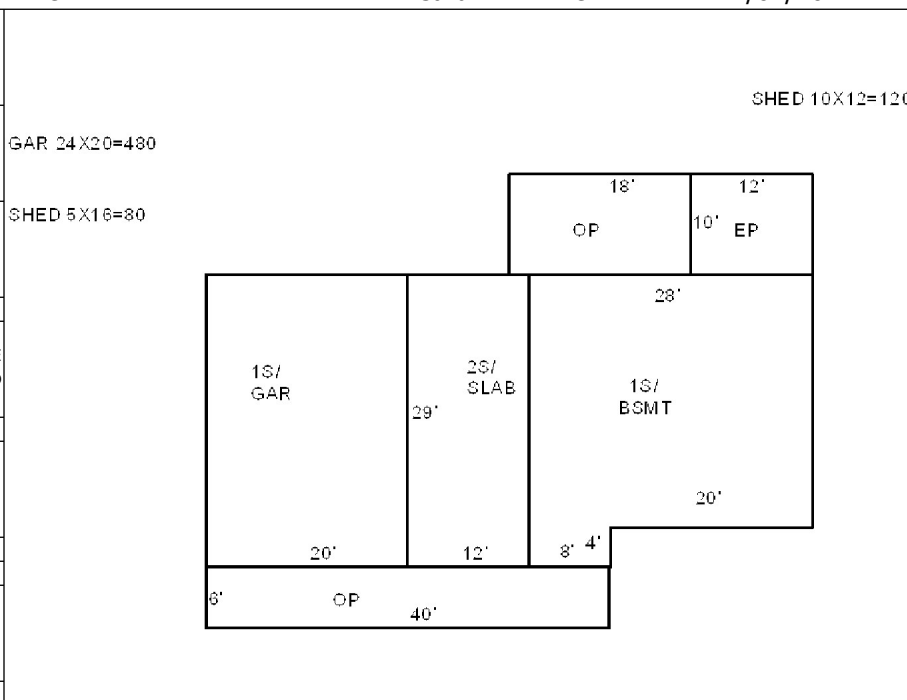 SHED 10X12=120
GAR 24X20=480
SHED 5X16=80
18'
12'
OP
10'
EP
28'
1S/
GAR
2S/
SLAB
1S/
BSMT
29'
20'
20'
12'
8'
4'
6'
OP
40'